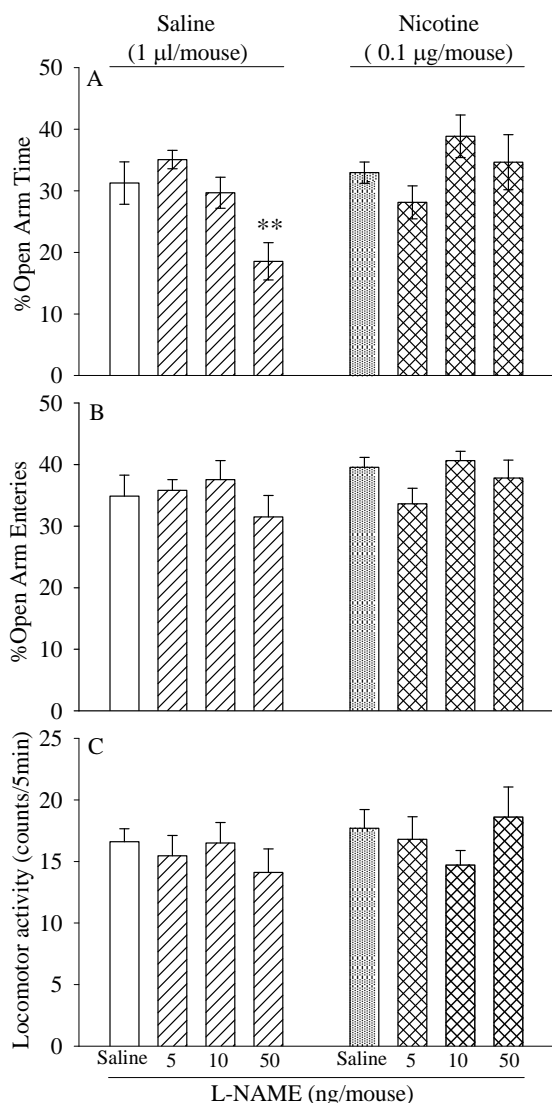 Saline
(1 μl/mouse)
Nicotine
( 0.1 μg/mouse)
A
%Open Arm Time
50
40
30
20
10
0
**
B
%Open Arm Enteries
50
40
30
20
10
0
C
Locomotor activity (counts/5min)
25
20
15
10
5
0
Saline 5 10 50 Saline 5 10 50
L-NAME (ng/mouse)